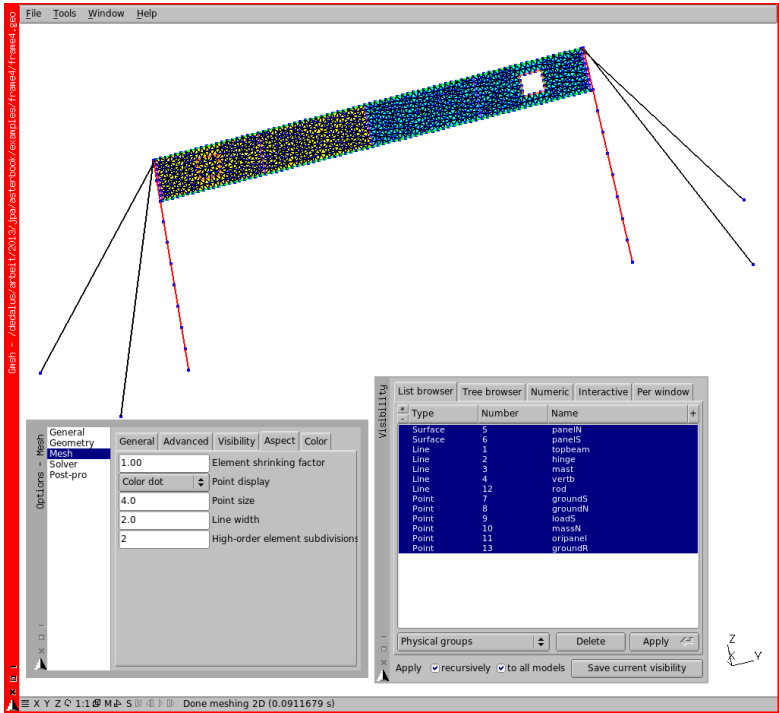 Gmsh - /dedalus/arbeit/2013/jpa/asterbook/examples/frame4/frame4.geo
File Tools Window Help
Options - Mesh
General
Geometry
Mesh
Solver
Post-pro
General Advanced Visibility Aspect Color
1.00 Element shrinking factor
Color dot Point display
4.0 Point size
2.0 Line width
2 High-order element subdivisions
Visibility
List browser Tree browser Numeric Interactive Per window
Type Number Name +
Surface 5 panelN
Surface 6 panelS
Line 1 topbeam
Line 2 hinge
Line 3 mast
Line 4 vertb
Line 12 rod
Point 7 groundS
Point 8 groundN
Point 9 loadS
Point 10 massN
Point 11 oripanel
Point 13 groundR
Physical groups Delete Apply
Apply recursively to all models Save current visibility
Z
X Y
X Y Z 1:1 M S Done meshing 2D (0.0911679 s)